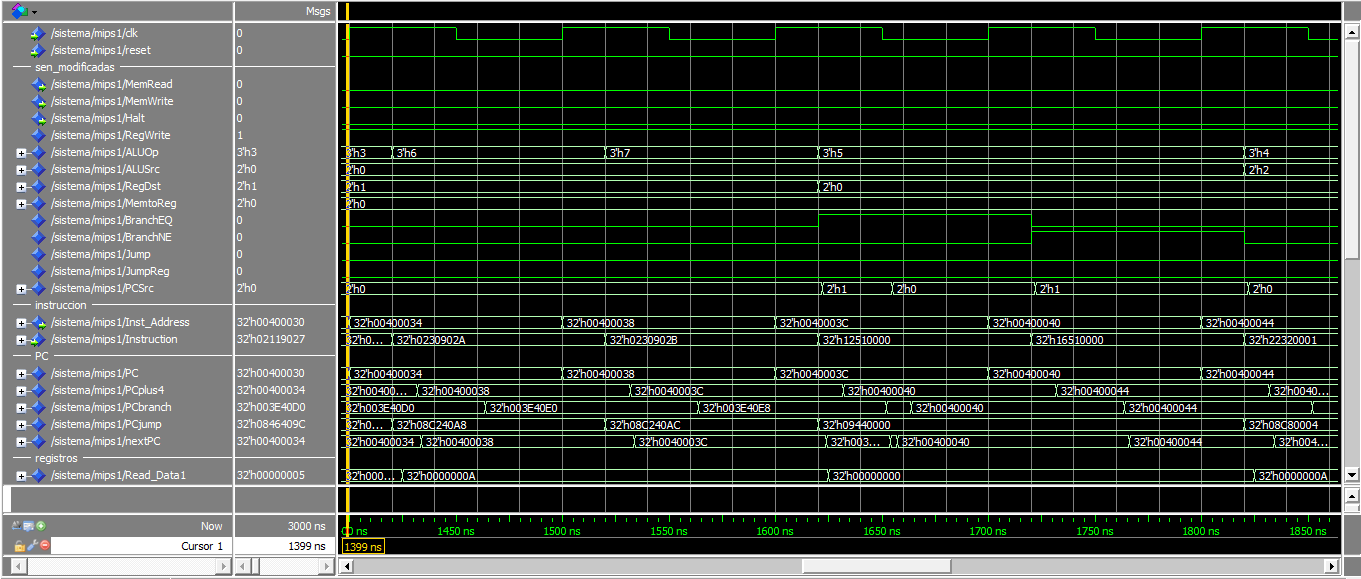 Msgs
/sistema/mips1/clk 0
/sistema/mips1/reset 0
sen_modificadas
/sistema/mips1/MemRead 0
/sistema/mips1/MemWrite 0
/sistema/mips1/Halt 0
/sistema/mips1/RegWrite 1
/sistema/mips1/ALUOp 3'h3 3'h3 3'h6 3'h7 3'h5 3'h4
/sistema/mips1/ALUSrc 2'h0 2'h0 2'h2
/sistema/mips1/RegDst 2'h1 2'h1 2'h0
/sistema/mips1/MemtoReg 2'h0 2'h0
/sistema/mips1/BranchEQ 0
/sistema/mips1/BranchNE 0
/sistema/mips1/Jump 0
/sistema/mips1/JumpReg 0
/sistema/mips1/PCSrc 2'h0 2'h0 2'h1 2'h0 2'h1 2'h0
instruccion
/sistema/mips1/Inst_Address 32'h00400030 32'h00400034 32'h00400038 32'h0040003C 32'h00400040 32'h00400044
/sistema/mips1/Instruction 32'h02119027 32'h0... 32'h0230902A 32'h0230902B 32'h12510000 32'h16510000 32'h22320001
PC
/sistema/mips1/PC 32'h00400030 32'h00400034 32'h00400038 32'h0040003C 32'h00400040 32'h00400044
/sistema/mips1/PCplus4 32'h00400034 32'h00400... 32'h00400038 32'h0040003C 32'h00400040 32'h00400044 32'h0040...
/sistema/mips1/PCbranch 32'h003E40D0 32'h003E40D0 32'h003E40E0 32'h003E40E8 32'h00400040 32'h00400044
/sistema/mips1/PCjump 32'h0846409C 32'h0... 32'h08C240A8 32'h08C240AC 32'h09440000 32'h08C80004
/sistema/mips1/nextPC 32'h00400034 32'h00400034 32'h00400038 32'h0040003C 32'h003... 32'h00400040 32'h00400044 32'h004...
registros
/sistema/mips1/Read_Data1 32'h00000005 32'h000... 32'h0000000A 32'h00000000 32'h0000000A
Now 3000 ns 1450 ns 1500 ns 1550 ns 1600 ns 1650 ns 1700 ns 1750 ns 1800 ns 1850 ns
Cursor 1 1399 ns 1399 ns